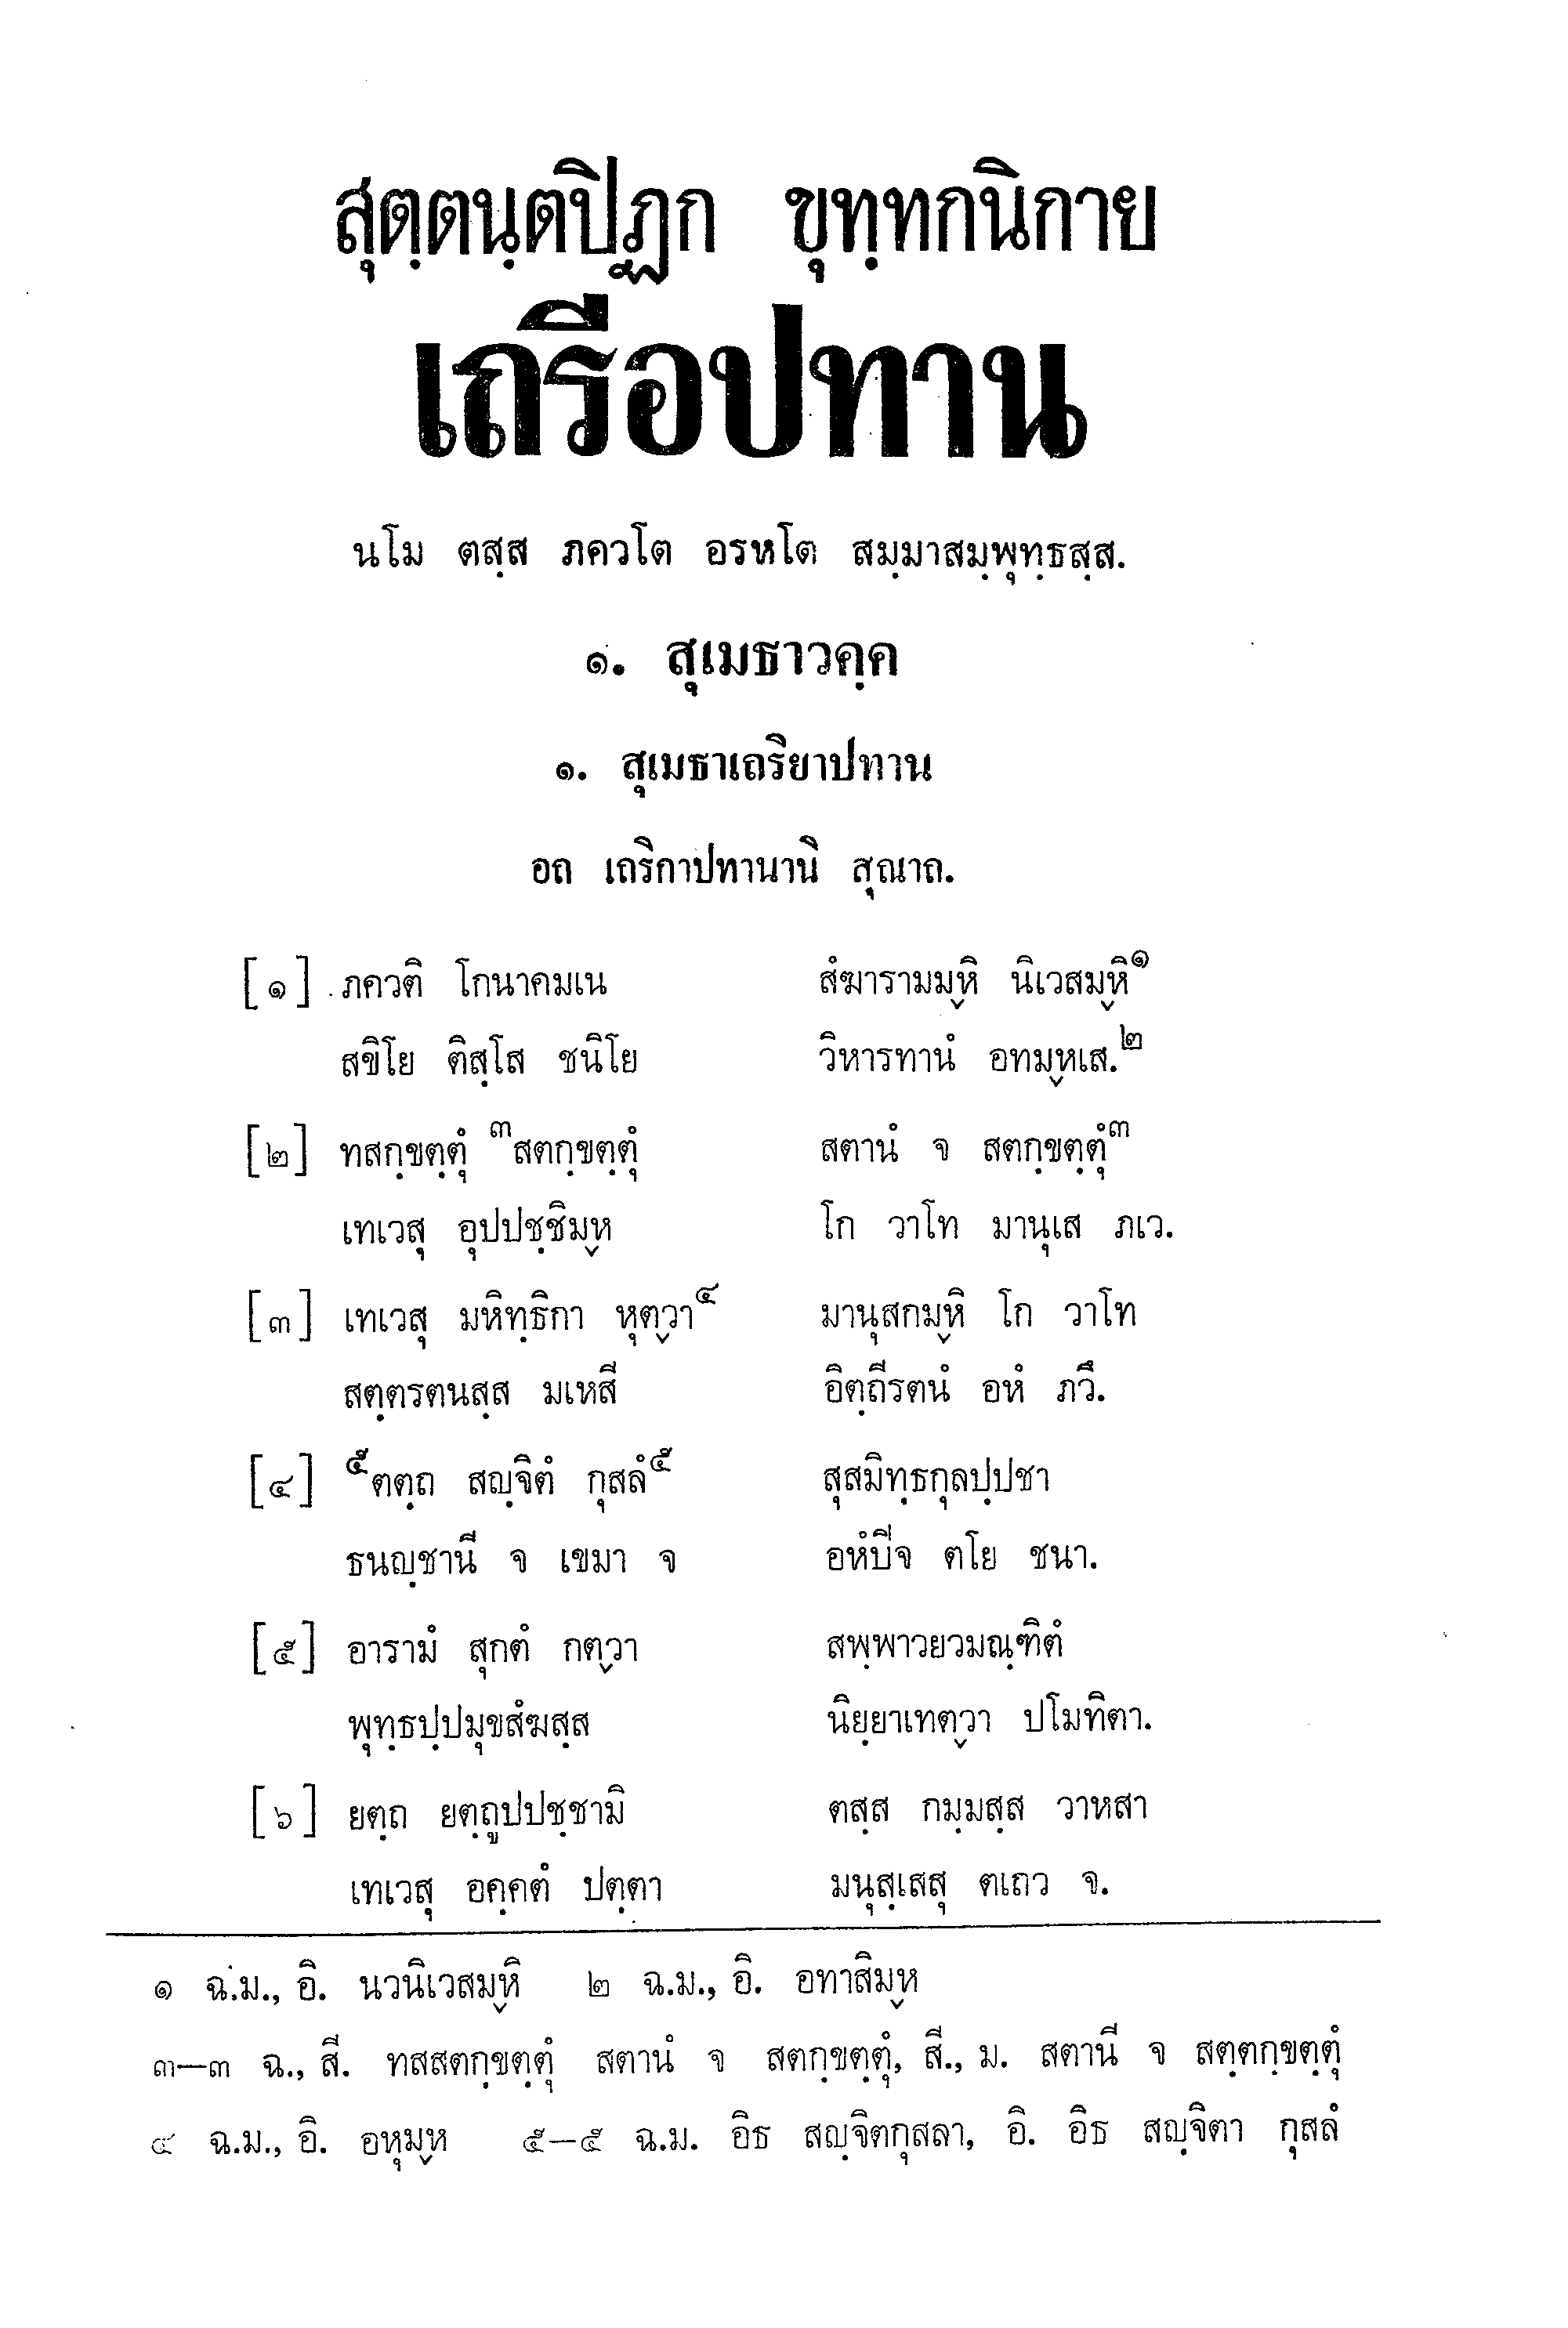 สุตฺตนฺตปิฏก ขุทฺทกนิกาย
เถรีอปทาน
นโม ตสฺส ภควโต อรหโต สมฺมาสมฺพุทฺธสฺส.
๑. สุเมธาวคฺค
๑. สุเมธาเถริยาปทาน
อถ เถริกาปทานานิ สุณาถ.
[๑] ภควติ โกนาคมเน สํฆารามมฺหิ นิเวสมฺหิ๑
สขิโย ติสฺโส ชนิโย วิหารทานํ อทมฺหเส.๒
[๒] ทสกฺขตฺตุํ ๓สตกฺขตฺตุํ สตานํ จ สตกฺขตฺตุํ๓
เทเวสุ อุปปชฺชิมฺห โก วาโท มานุเส ภเว.
[๓] เทเวสุ มหิทฺธิกา หุตฺวา๔ มานุสกมฺหิ โก วาโท
สตฺตรตนสฺส มเหสี อิตฺถีรตนํ อหํ ภวึ.
[๔] ๕ตตฺถ สญฺจิตํ กุสลํ๕ สุสมิทฺธกุลปฺปชา
ธนญฺชานี จ เขมา จ อหํปิจ ตโย ชนา.
[๕] อารามํ สุกตํ กตฺวา สพฺพาวยวมณฺฑิตํ
พุทฺธปฺปมุขสํฆสฺส นิยฺยาเทตฺวา ปโมทิตา.
[๖] ยตฺถ ยตฺถูปปชฺชามิ ตสฺส กมฺมสฺส วาหสา
เทเวสุ อคฺคตํ ปตฺตา มนุสฺเสสุ ตเถว จ.
๑ ฉ.ม., อิ. นวนิเวสมฺหิ ๒ ฉ.ม., อิ. อทาสิมฺห
๓–๓ ฉ., สี. ทสสตกฺขตฺตุํ สตานํ จ สตกฺขตฺตุํ, สี., ม. สตานี จ สตฺตกฺขตฺตุํ
๔ ฉ.ม., อิ. อหุมฺห ๕–๕ ฉ.ม. อิธ สญฺจิตกุสลา, อิ. อิธ สญฺจิตา กุสลํ